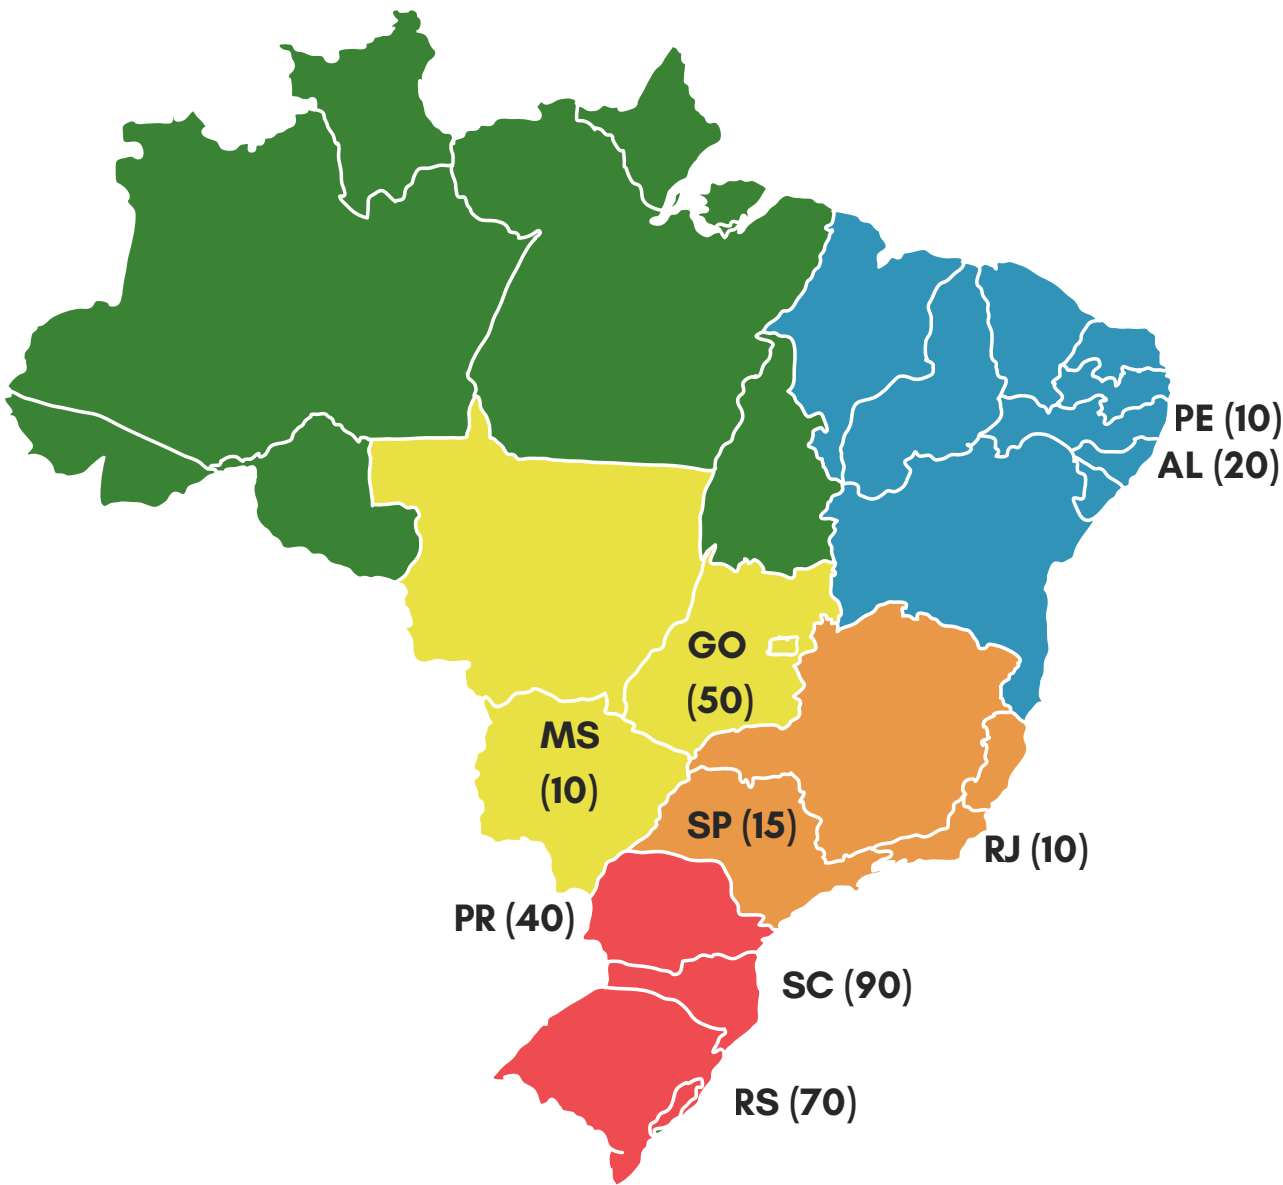 PE (10)
AL (20)
GO
(50)
MS
(10)
SP (15)
RJ (10)
PR (40)
SC (90)
RS (70)